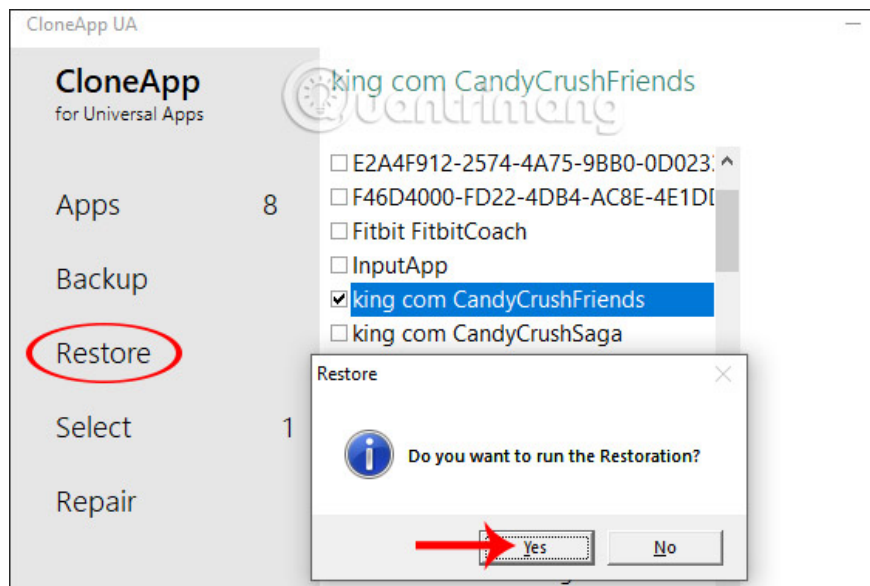 CloneApp UA
CloneApp
for Universal Apps
Apps 8
Backup
Restore
Select 1
Repair
king com CandyCrushFriends
Quantrimang
E2A4F912-2574-4A75-9BB0-0D023
F46D4000-FD22-4DB4-AC8E-4E1D
Fitbit FitbitCoach
InputApp
king com CandyCrushFriends
king com CandyCrushSaga
Restore
Do you want to run the Restoration?
Yes No